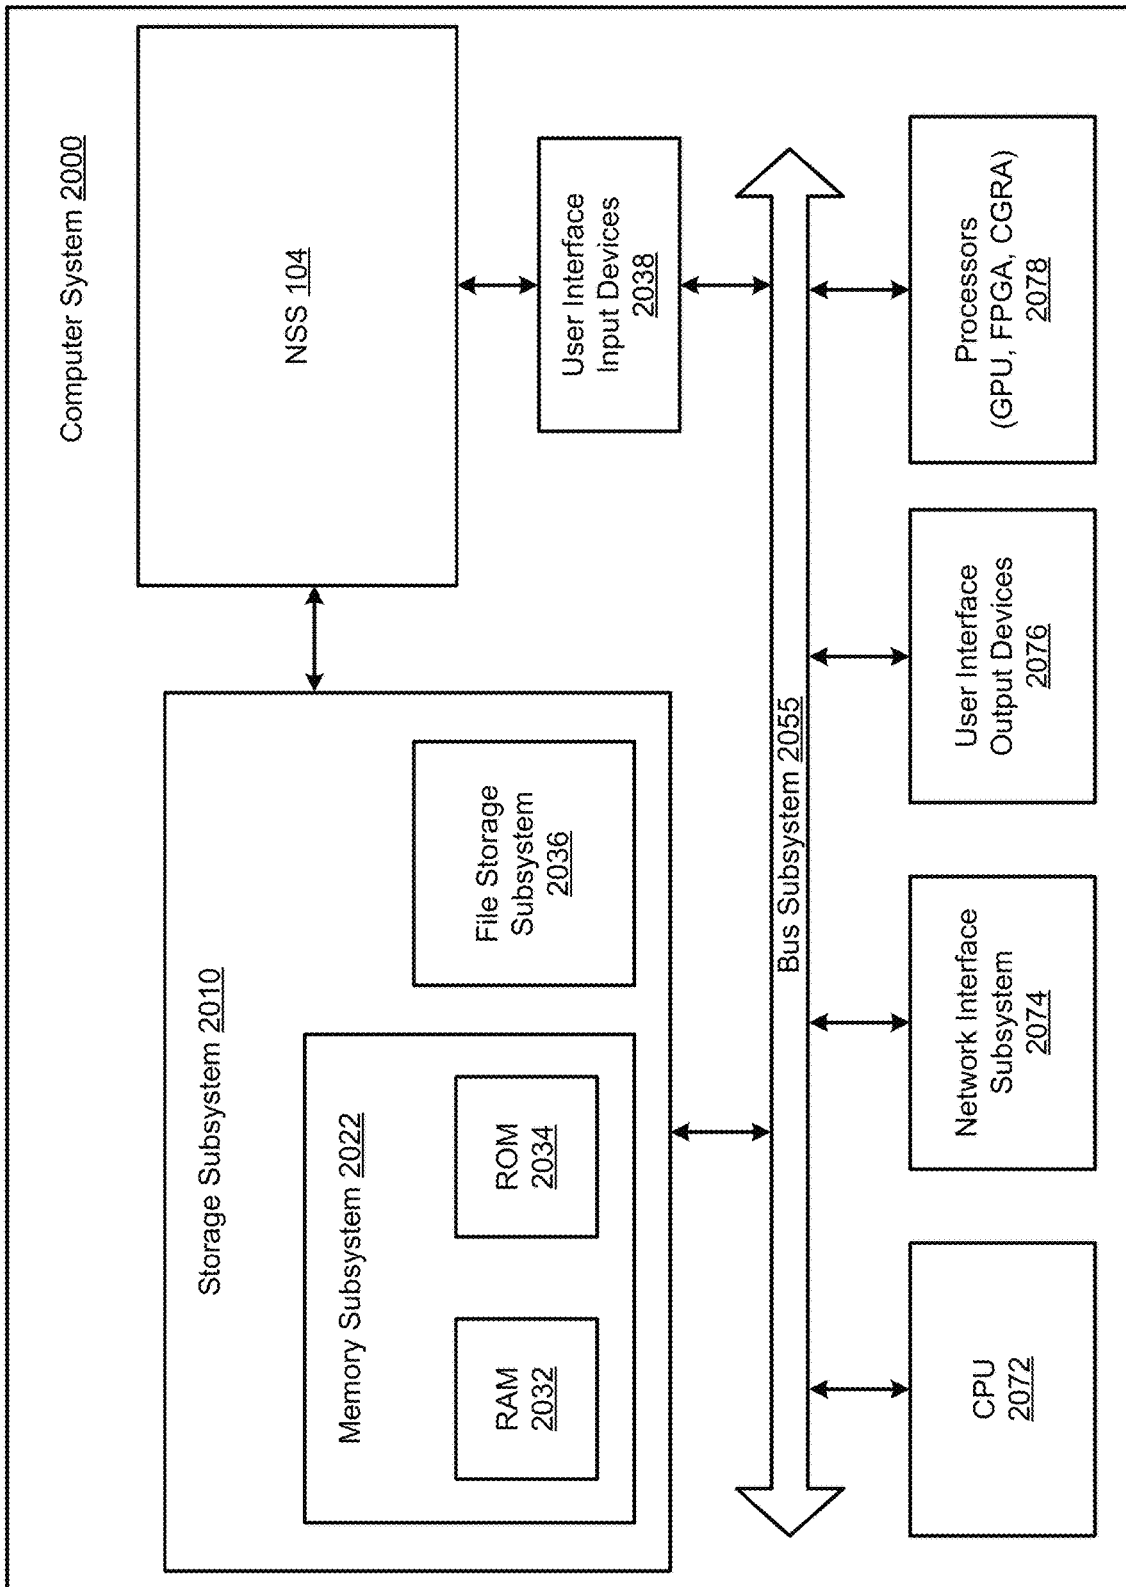 Computer System 2000
Storage Subsystem 2010
Memory Subsystem 2022
RAM
2032
ROM
2034
File Storage
Subsystem
2036
NSS 104
User Interface
Input Devices
2038
Bus Subsystem 2055
CPU
2072
Network Interface
Subsystem
2074
User Interface
Output Devices
2076
Processors
(GPU, FPGA, CGRA)
2078